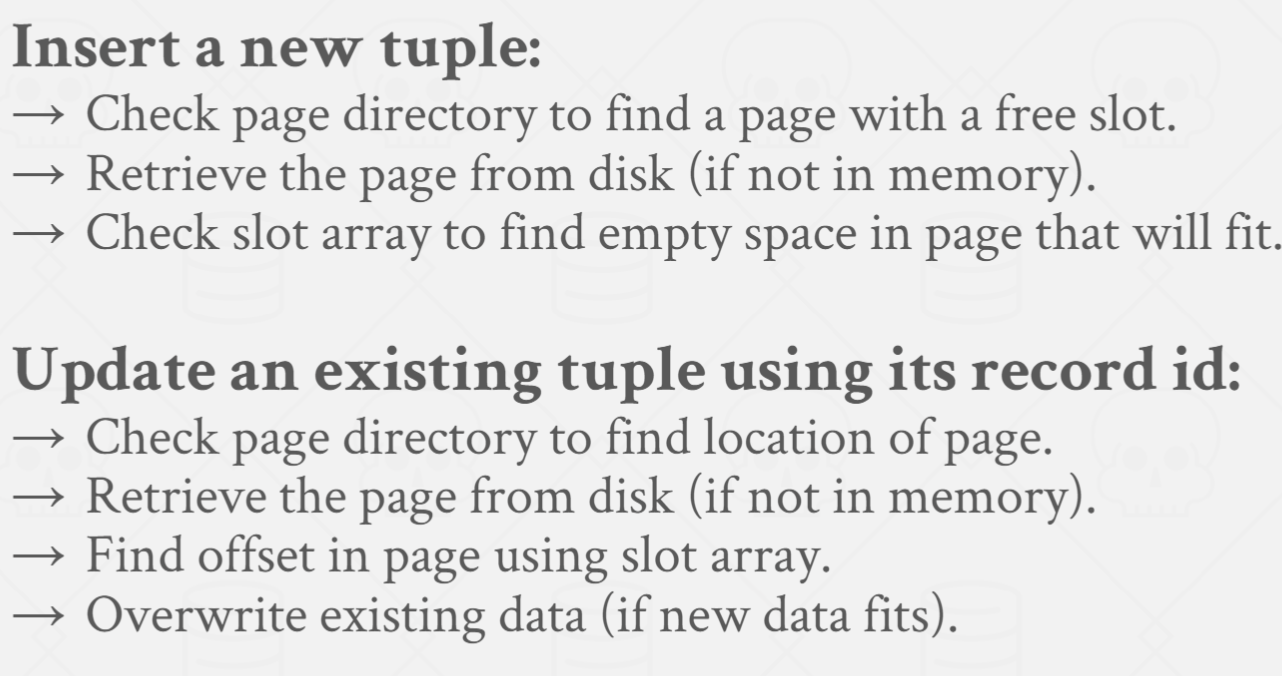 Insert a new tuple:
→ Check page directory to find a page with a free slot.
→ Retrieve the page from disk (if not in memory).
→ Check slot array to find empty space in page that will fit.
Update an existing tuple using its record id:
→ Check page directory to find location of page.
→ Retrieve the page from disk (if not in memory).
→ Find offset in page using slot array.
→ Overwrite existing data (if new data fits).